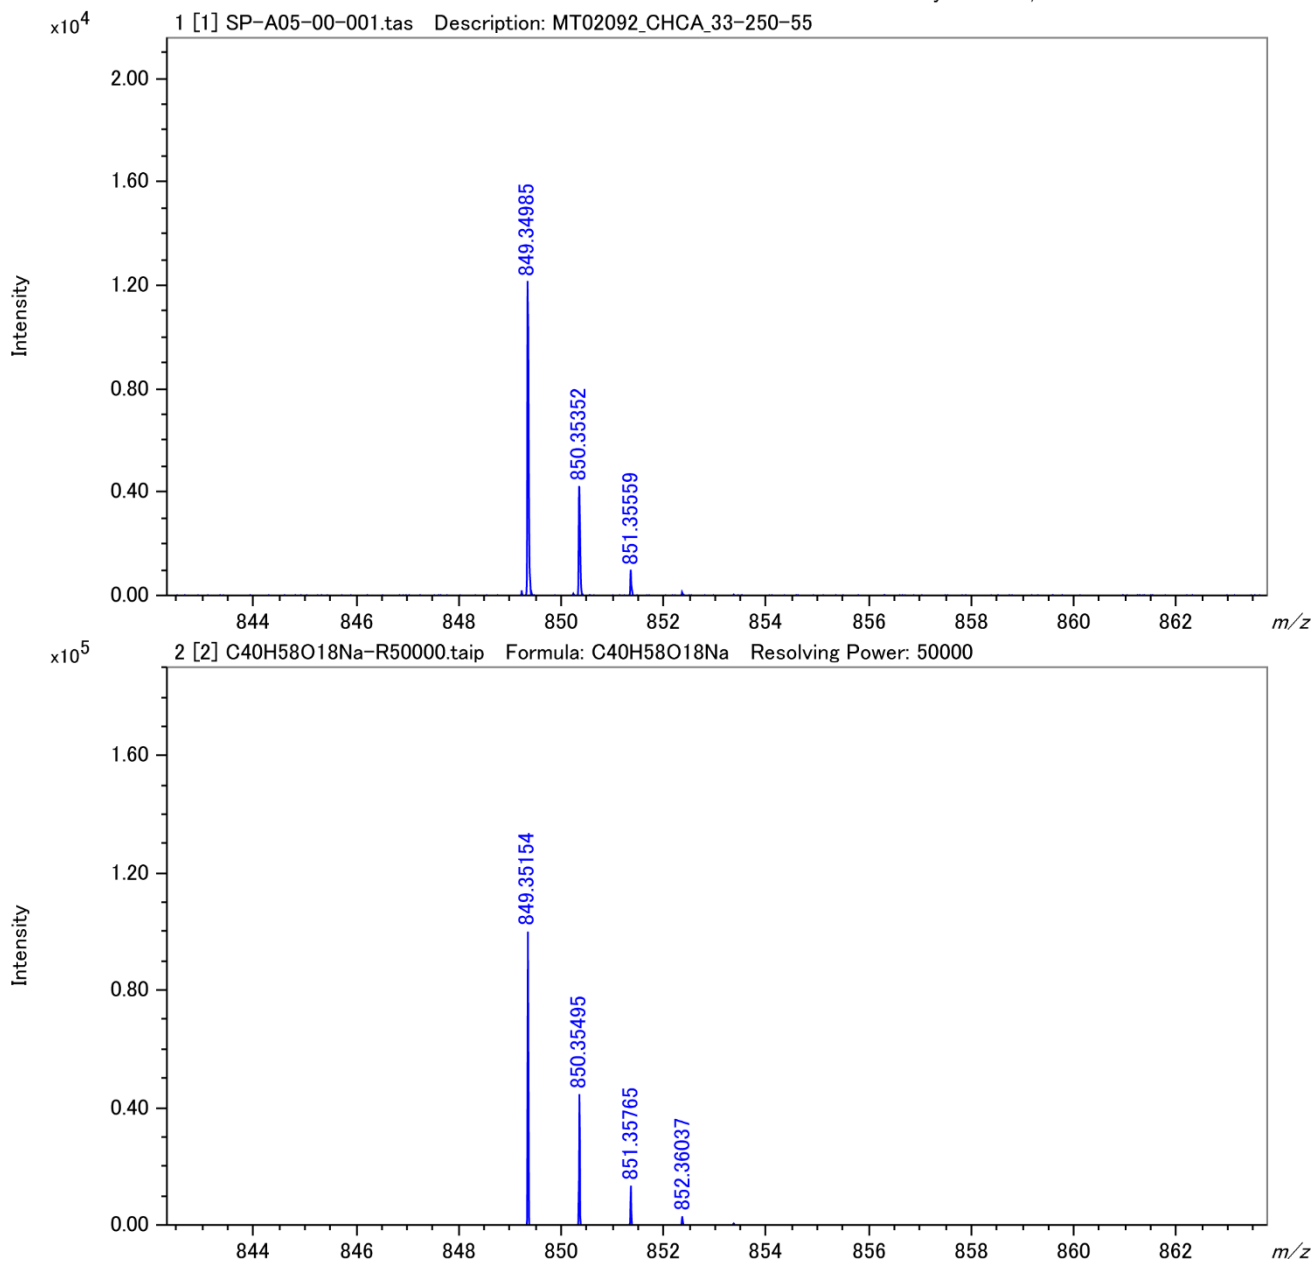 1 [1] SP-A05-00-001.tas Description: MT02092_CHCA_33-250-55
x10⁴
2.00
1.60
1.20
0.80
0.40
0.00
Intensity
849.34985
850.35352
851.35559
844 846 848 850 852 854 856 858 860 862 m/z
2 [2] C40H58O18Na-R50000.taip Formula: C40H58O18Na Resolving Power: 50000
x10⁵
1.60
1.20
0.80
0.40
0.00
Intensity
849.35154
850.35495
851.35765
852.36037
844 846 848 850 852 854 856 858 860 862 m/z